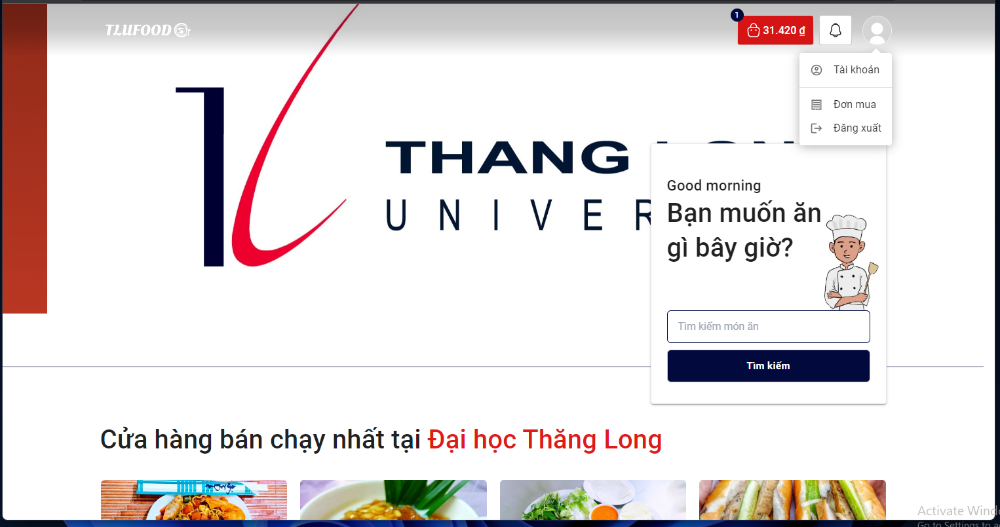 TLUFOOD
1
31.420 ₫
Tài khoản
Đơn mua
Đăng xuất
THANG
UNIVER
Good morning
Bạn muốn ăn
gì bây giờ?
Tìm kiếm món ăn
Tìm kiếm
Cửa hàng bán chạy nhất tại Đại học Thăng Long
Activate Wind
Go to Settings to a